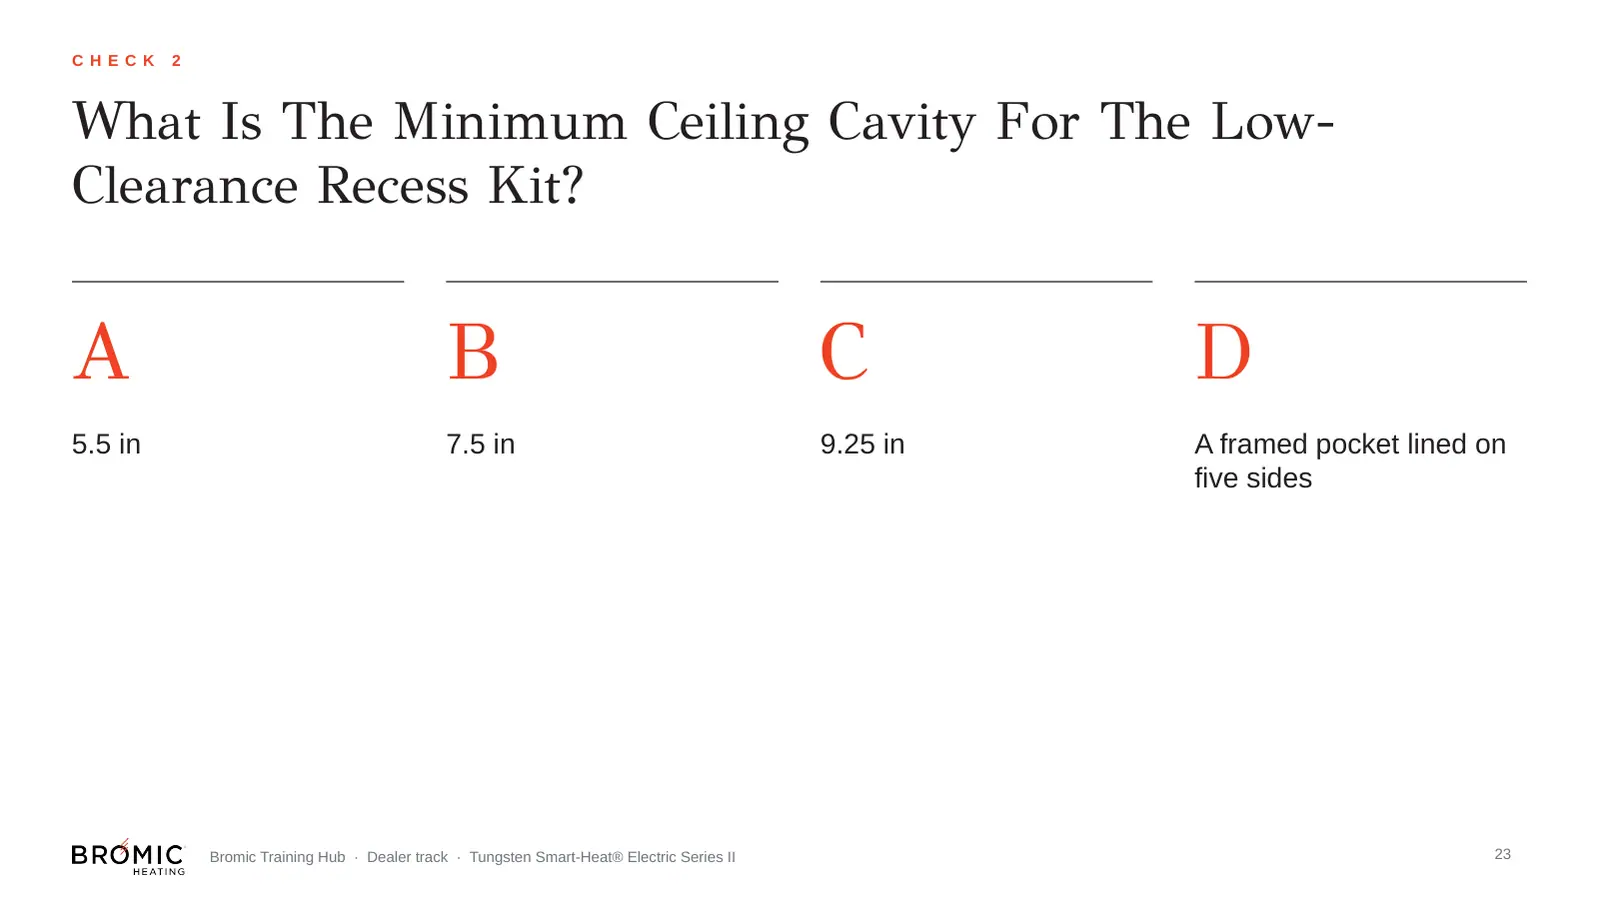 CHECK 2
What Is The Minimum Ceiling Cavity For The Low-
Clearance Recess Kit?
A
5.5 in
B
7.5 in
C
9.25 in
D
A framed pocket lined on
five sides
BROMIC
HEATING
Bromic Training Hub · Dealer track · Tungsten Smart-Heat® Electric Series II
23